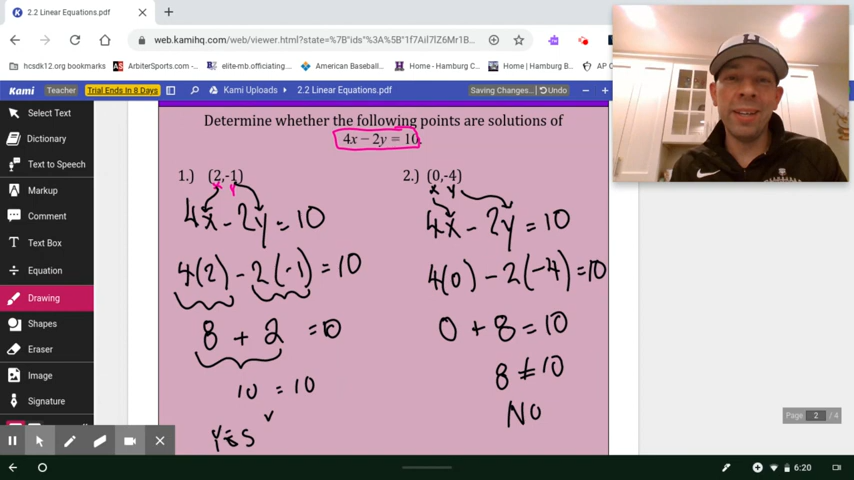 2.2 Linear Equations.pdf
web.kamihq.com/web/viewer.html?state=%7B"ids"%3A%5B"1f7AiI7lZ6Mr1B...
hcsdk12.org bookmarks
ArbiterSports.com -...
elite-mb.officiating...
American Baseball...
Home - Hamburg C...
Home | Hamburg B...
Kami
Teacher
Trial Ends In 8 Days
Kami Uploads > 2.2 Linear Equations.pdf
Saving Changes...
Undo
Select Text
Dictionary
Text to Speech
Markup
Comment
Text Box
Equation
Drawing
Shapes
Eraser
Image
Signature
Determine whether the following points are solutions of
4x – 2y = 10.
1.) (2,-1)
x y
4x - 2y = 10
4(2) - 2(-1) = 10
8 + 2 = 10
10 = 10
✓
YES
2.) (0,-4)
x y
4x - 2y = 10
4(0) - 2(-4) = 10
0 + 8 = 10
8 ≠ 10
NO
H
Page 2 / 4
6:20